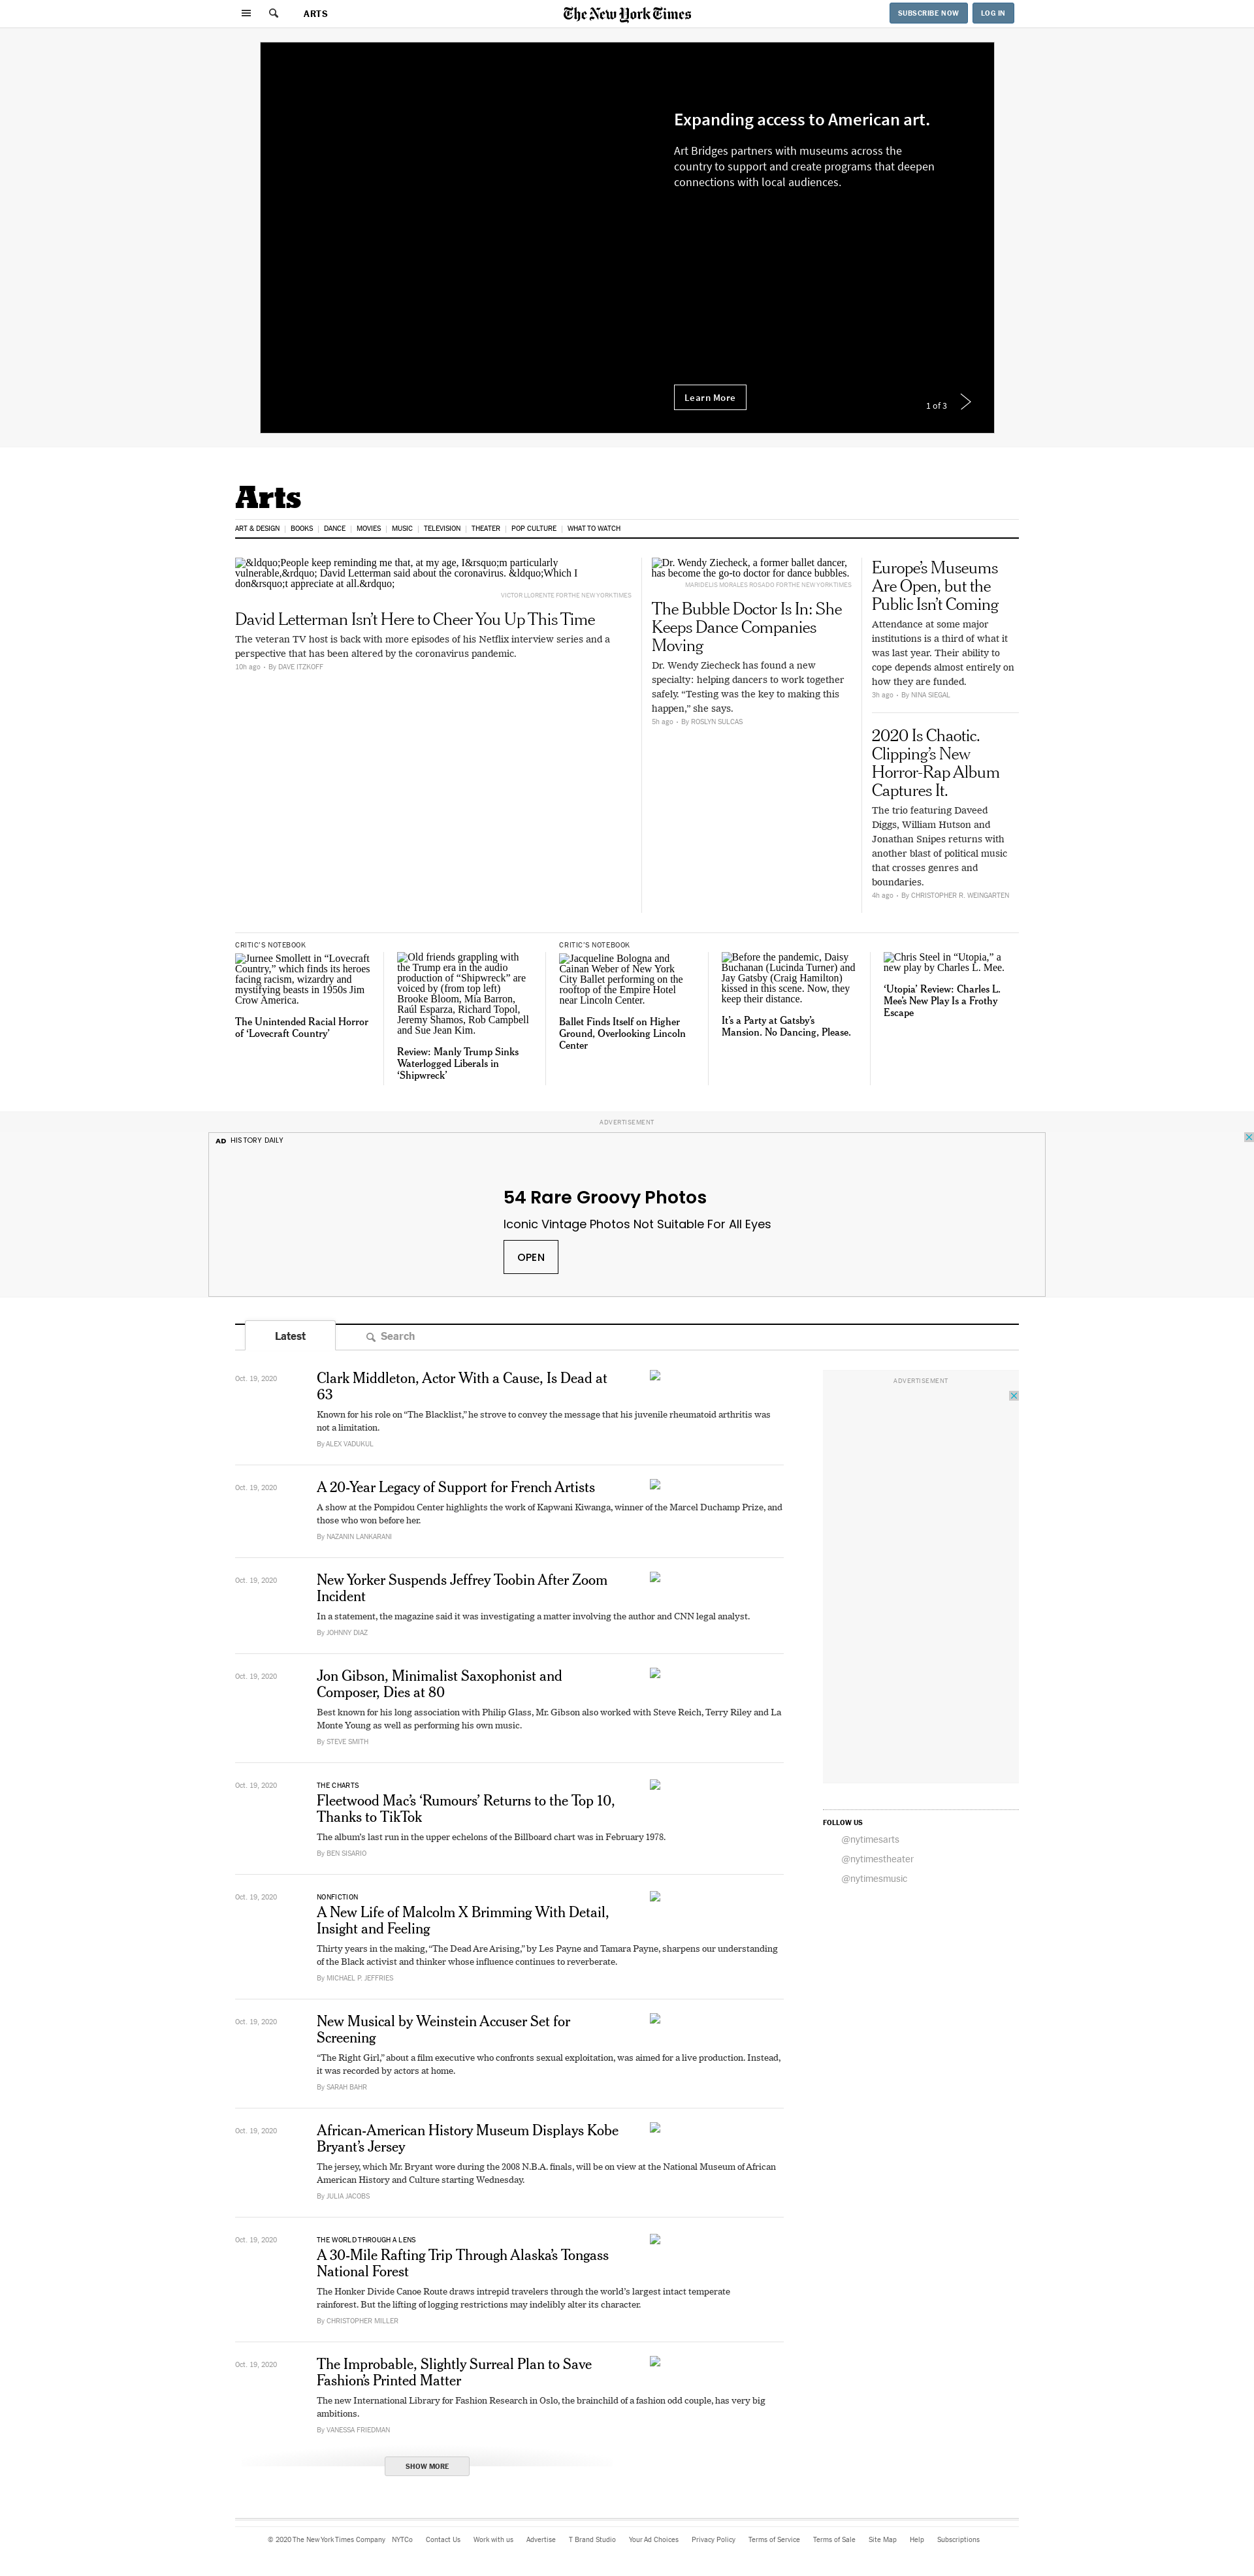 ARTS
The New York Times
SUBSCRIBE NOW
LOG IN
Expanding access to American art.
Art Bridges partners with museums across the
country to support and create programs that deepen
connections with local audiences.
Learn More
1 of 3
Arts
ART & DESIGN
BOOKS
DANCE
MOVIES
MUSIC
TELEVISION
THEATER
POP CULTURE
WHAT TO WATCH
&ldquo;People keep reminding me that, at my age, I&rsquo;m particularly
vulnerable,&rdquo; David Letterman said about the coronavirus. &ldquo;Which I
don&rsquo;t appreciate at all.&rdquo;
VICTOR LLORENTE FOR THE NEW YORK TIMES
David Letterman Isn’t Here to Cheer You Up This Time
The veteran TV host is back with more episodes of his Netflix interview series and a
perspective that has been altered by the coronavirus pandemic.
10h ago · By DAVE ITZKOFF
Dr. Wendy Ziecheck, a former ballet dancer,
has become the go-to doctor for dance bubbles.
MARIDELIS MORALES ROSADO FOR THE NEW YORK TIMES
The Bubble Doctor Is In: She
Keeps Dance Companies
Moving
Dr. Wendy Ziecheck has found a new
specialty: helping dancers to work together
safely. “Testing was the key to making this
happen,” she says.
5h ago · By ROSLYN SULCAS
Europe’s Museums
Are Open, but the
Public Isn’t Coming
Attendance at some major
institutions is a third of what it
was last year. Their ability to
cope depends almost entirely on
how they are funded.
3h ago · By NINA SIEGAL
2020 Is Chaotic.
Clipping’s New
Horror-Rap Album
Captures It.
The trio featuring Daveed
Diggs, William Hutson and
Jonathan Snipes returns with
another blast of political music
that crosses genres and
boundaries.
4h ago · By CHRISTOPHER R. WEINGARTEN
CRITIC’S NOTEBOOK
Jurnee Smollett in “Lovecraft
Country,” which finds its heroes
facing racism, wizardry and
mystifying beasts in 1950s Jim
Crow America.
The Unintended Racial Horror
of ‘Lovecraft Country’
Old friends grappling with
the Trump era in the audio
production of “Shipwreck” are
voiced by (from top left)
Brooke Bloom, Mia Barron,
Raúl Esparza, Richard Topol,
Jeremy Shamos, Rob Campbell
and Sue Jean Kim.
Review: Manly Trump Sinks
Waterlogged Liberals in
‘Shipwreck’
CRITIC’S NOTEBOOK
Jacqueline Bologna and
Cainan Weber of New York
City Ballet performing on the
rooftop of the Empire Hotel
near Lincoln Center.
Ballet Finds Itself on Higher
Ground, Overlooking Lincoln
Center
Before the pandemic, Daisy
Buchanan (Lucinda Turner) and
Jay Gatsby (Craig Hamilton)
kissed in this scene. Now, they
keep their distance.
It’s a Party at Gatsby’s
Mansion. No Dancing, Please.
Chris Steel in “Utopia,” a
new play by Charles L. Mee.
‘Utopia’ Review: Charles L.
Mee’s New Play Is a Frothy
Escape
ADVERTISEMENT
AD HISTORY DAILY
54 Rare Groovy Photos
Iconic Vintage Photos Not Suitable For All Eyes
OPEN
Latest
Search
Oct. 19, 2020
Clark Middleton, Actor With a Cause, Is Dead at
63
Known for his role on “The Blacklist,” he strove to convey the message that his juvenile rheumatoid arthritis was
not a limitation.
By ALEX VADUKUL
ADVERTISEMENT
Oct. 19, 2020
A 20-Year Legacy of Support for French Artists
A show at the Pompidou Center highlights the work of Kapwani Kiwanga, winner of the Marcel Duchamp Prize, and
those who won before her.
By NAZANIN LANKARANI
Oct. 19, 2020
New Yorker Suspends Jeffrey Toobin After Zoom
Incident
In a statement, the magazine said it was investigating a matter involving the author and CNN legal analyst.
By JOHNNY DIAZ
Oct. 19, 2020
Jon Gibson, Minimalist Saxophonist and
Composer, Dies at 80
Best known for his long association with Philip Glass, Mr. Gibson also worked with Steve Reich, Terry Riley and La
Monte Young as well as performing his own music.
By STEVE SMITH
Oct. 19, 2020
THE CHARTS
Fleetwood Mac’s ‘Rumours’ Returns to the Top 10,
Thanks to TikTok
The album’s last run in the upper echelons of the Billboard chart was in February 1978.
By BEN SISARIO
FOLLOW US
@nytimesarts
@nytimestheater
@nytimesmusic
Oct. 19, 2020
NONFICTION
A New Life of Malcolm X Brimming With Detail,
Insight and Feeling
Thirty years in the making, “The Dead Are Arising,” by Les Payne and Tamara Payne, sharpens our understanding
of the Black activist and thinker whose influence continues to reverberate.
By MICHAEL P. JEFFRIES
Oct. 19, 2020
New Musical by Weinstein Accuser Set for
Screening
“The Right Girl,” about a film executive who confronts sexual exploitation, was aimed for a live production. Instead,
it was recorded by actors at home.
By SARAH BAHR
Oct. 19, 2020
African-American History Museum Displays Kobe
Bryant’s Jersey
The jersey, which Mr. Bryant wore during the 2008 N.B.A. finals, will be on view at the National Museum of African
American History and Culture starting Wednesday.
By JULIA JACOBS
Oct. 19, 2020
THE WORLD THROUGH A LENS
A 30-Mile Rafting Trip Through Alaska’s Tongass
National Forest
The Honker Divide Canoe Route draws intrepid travelers through the world’s largest intact temperate
rainforest. But the lifting of logging restrictions may indelibly alter its character.
By CHRISTOPHER MILLER
Oct. 19, 2020
The Improbable, Slightly Surreal Plan to Save
Fashion’s Printed Matter
The new International Library for Fashion Research in Oslo, the brainchild of a fashion odd couple, has very big
ambitions.
By VANESSA FRIEDMAN
SHOW MORE
© 2020 The New York Times Company NYTCo Contact Us Work with us Advertise T Brand Studio Your Ad Choices Privacy Policy Terms of Service Terms of Sale Site Map Help Subscriptions